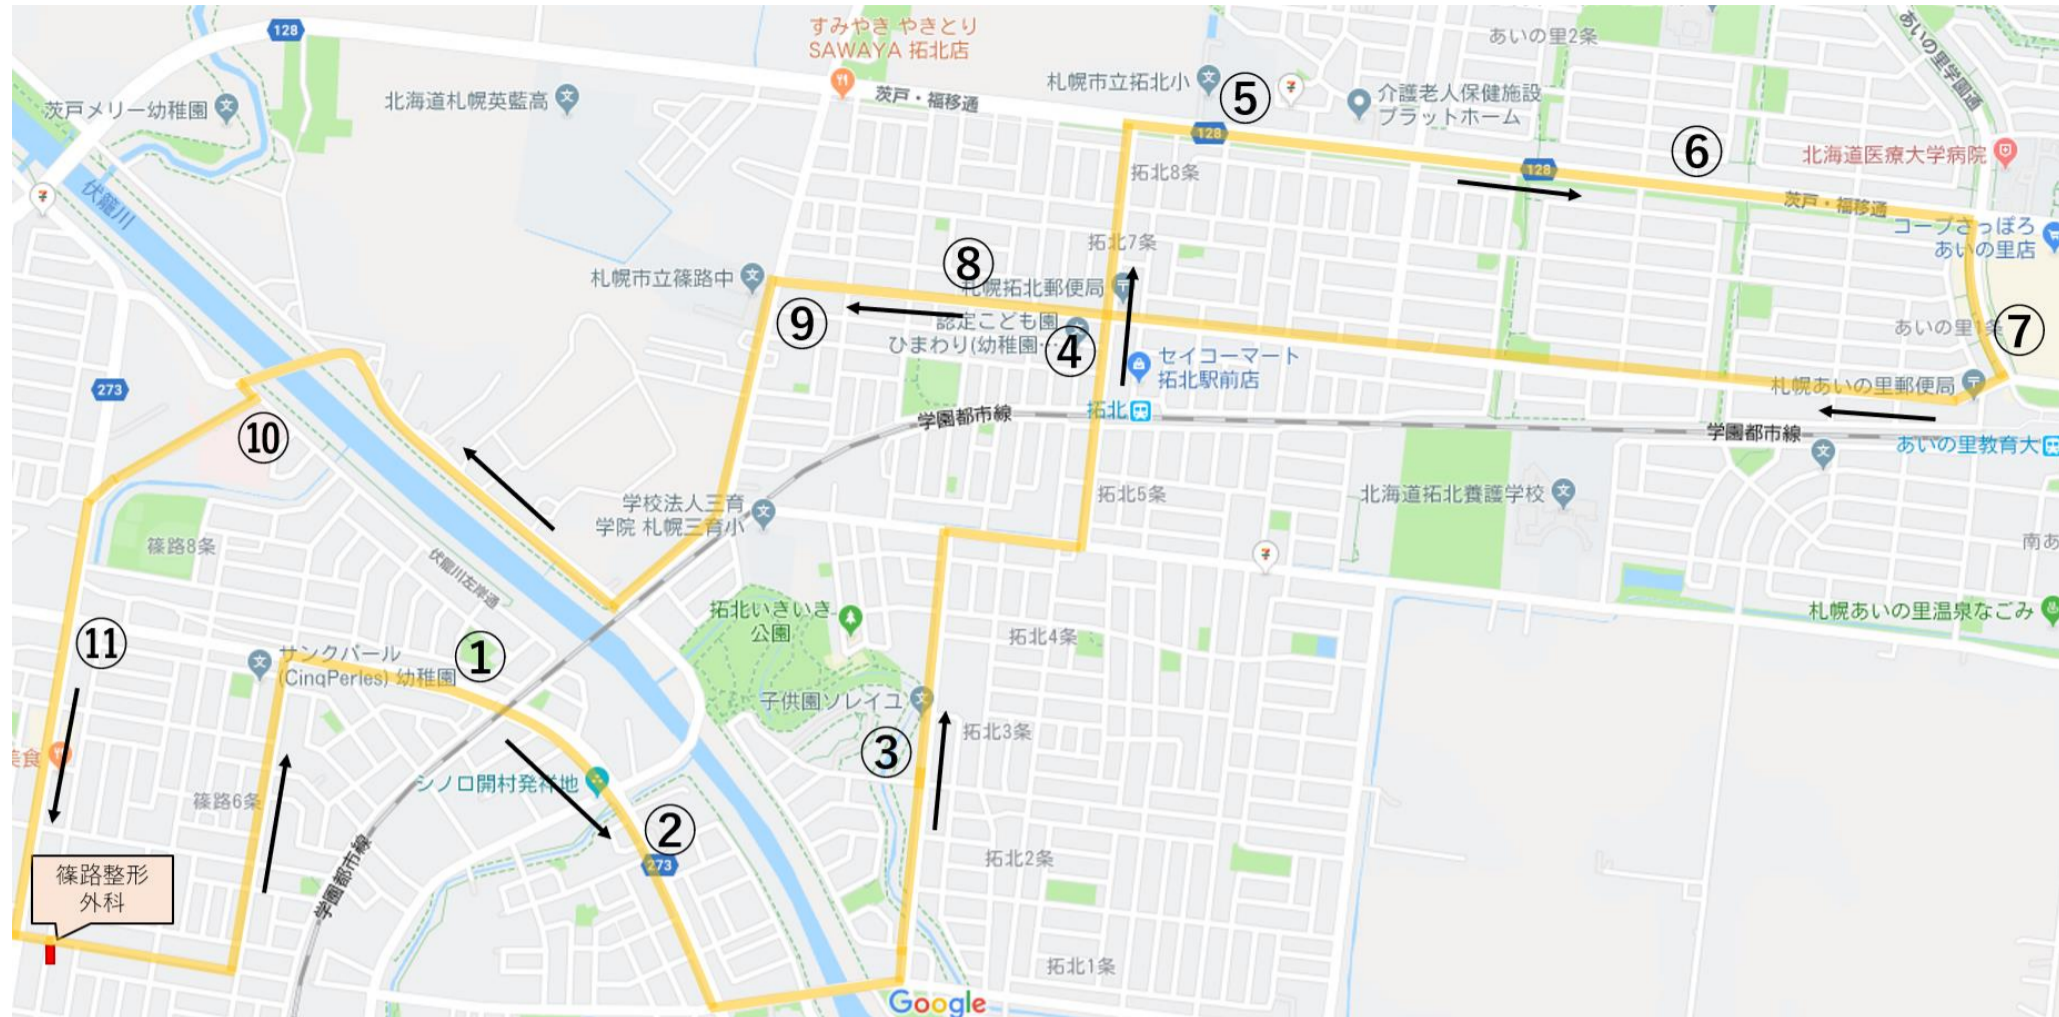 128
すみやき やきとり
SAWAYA 拓北店
茨戸メリー幼稚園
北海道札幌英藍高
茨戸・福移通
札幌市立拓北小
⑤
介護老人保健施設
プラットホーム
あいの里2条
あいの里学園通
128
⑥
128
北海道医療大学病院
茨戸・福移通
コープさっぽろ
あいの里店
伏籠川
拓北8条
拓北7条
札幌市立篠路中
⑧
札幌拓北郵便局
⑨
認定こども園
ひまわり(幼稚園…
④
セイコーマート
拓北駅前店
あいの里1条
⑦
札幌あいの里郵便局
273
学園都市線
拓北
学園都市線
あいの里教育大
⑩
学校法人三育
学院 札幌三育小
拓北5条
北海道拓北養護学校
篠路8条
伏籠川左岸通
南あ
拓北いきいき
公園
拓北4条
札幌あいの里温泉なごみ
⑪
サンクパール
(CinqPerles) 幼稚園
①
子供園ソレイユ
拓北3条
③
美食
シノロ開村発祥地
篠路6条
②
273
拓北2条
学園都市線
篠路整形
外科
拓北1条
Google